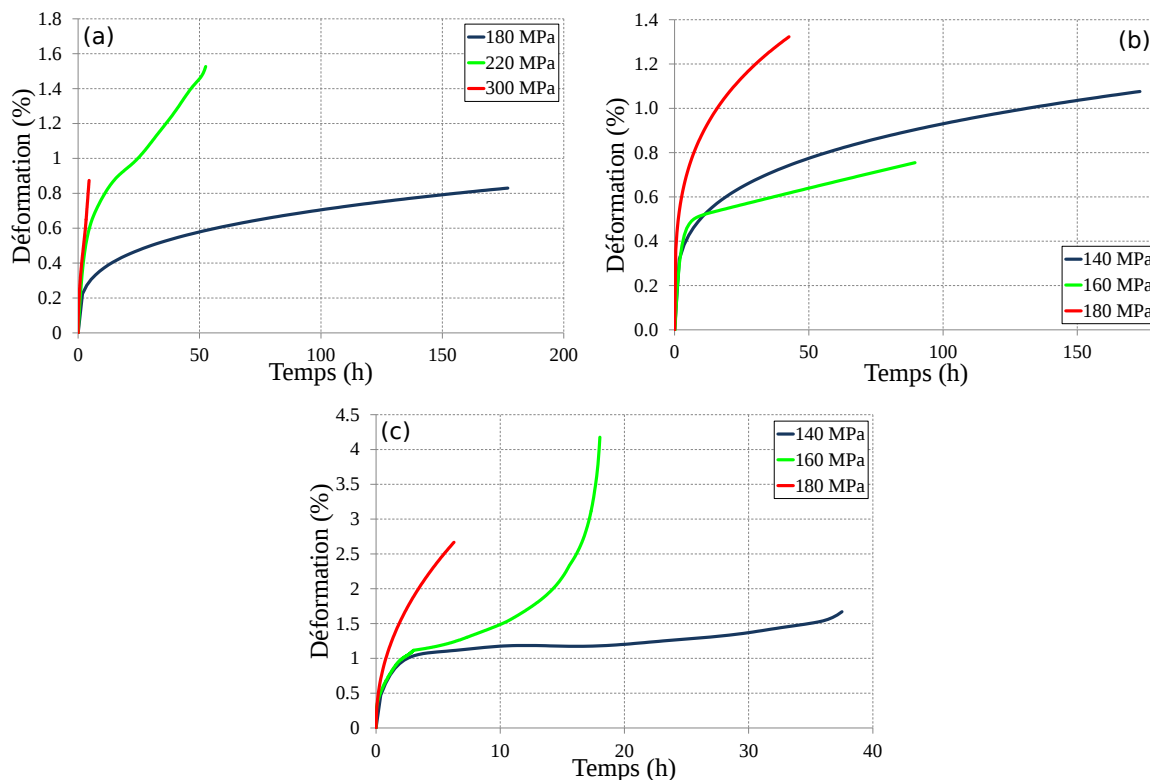 (a)
180 MPa
220 MPa
300 MPa
Déformation (%)
1.8
1.6
1.4
1.2
1
0.8
0.6
0.4
0.2
0
0 50 100 150 200
Temps (h)
(b)
140 MPa
160 MPa
180 MPa
Déformation (%)
1.4
1.2
1.0
0.8
0.6
0.4
0.2
0.0
0 50 100 150
Temps (h)
(c)
140 MPa
160 MPa
180 MPa
Déformation (%)
4.5
4
3.5
3
2.5
2
1.5
1
0.5
0
0 10 20 30 40
Temps (h)